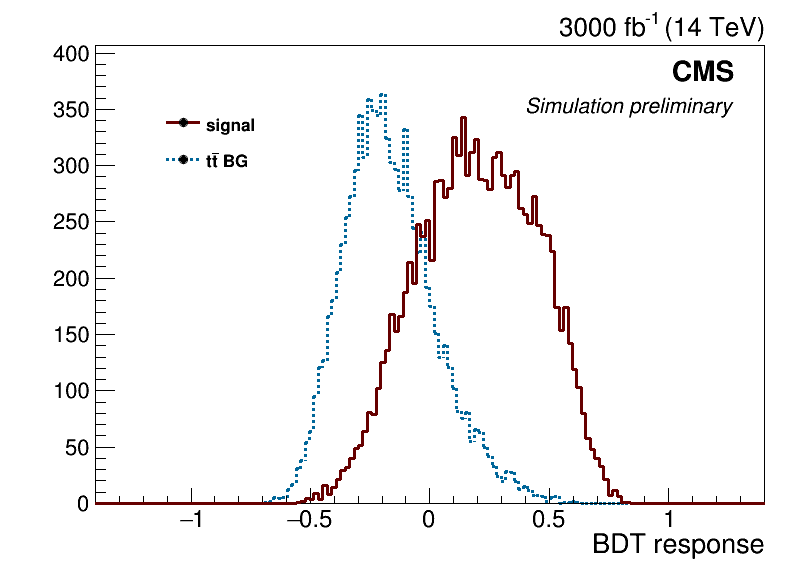 3000 fb⁻¹ (14 TeV)
CMS
Simulation preliminary
signal
tt̄ BG
400
350
300
250
200
150
100
50
0
−1 −0.5 0 0.5 1
BDT response